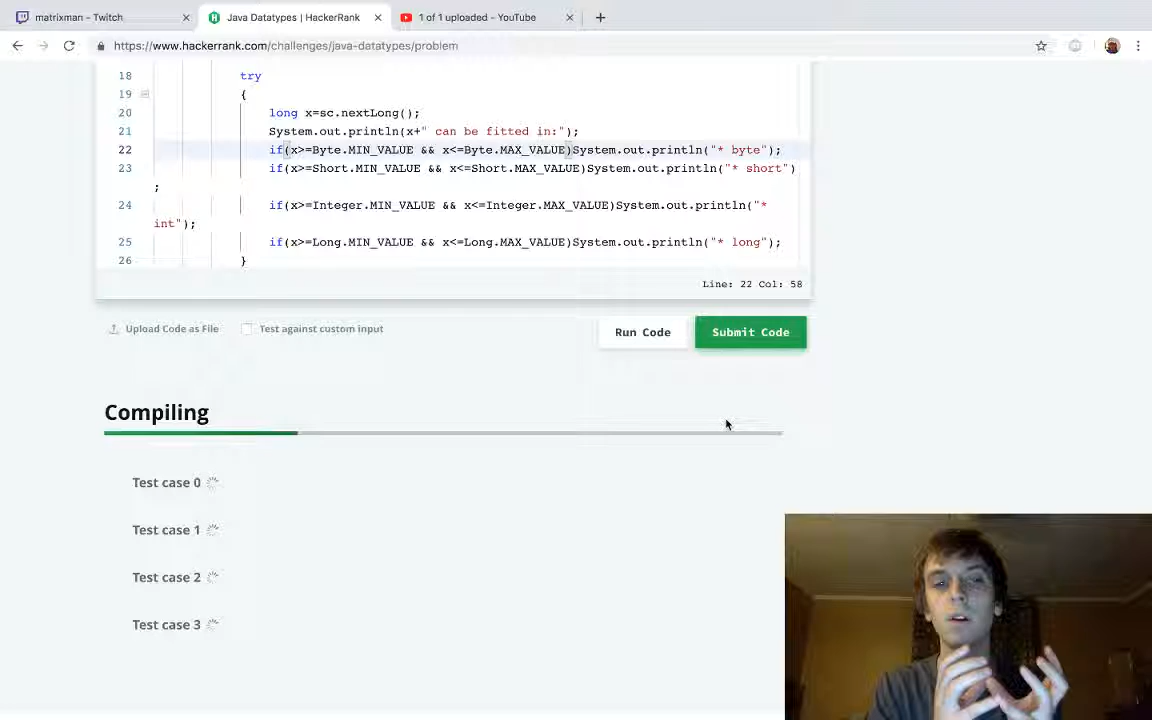 matrixman - Twitch
Java Datatypes | HackerRank
1 of 1 uploaded - YouTube
https://www.hackerrank.com/challenges/java-datatypes/problem
18 try
19 {
20 long x=sc.nextLong();
21 System.out.println(x+" can be fitted in:");
22 if(x>=Byte.MIN_VALUE && x<=Byte.MAX_VALUE)System.out.println("* byte");
23 if(x>=Short.MIN_VALUE && x<=Short.MAX_VALUE)System.out.println("* short")
;
24 if(x>=Integer.MIN_VALUE && x<=Integer.MAX_VALUE)System.out.println("*
int");
25 if(x>=Long.MIN_VALUE && x<=Long.MAX_VALUE)System.out.println("* long");
26 }
Line: 22 Col: 58
Upload Code as File
Test against custom input
Run Code
Submit Code
Compiling
Test case 0
Test case 1
Test case 2
Test case 3